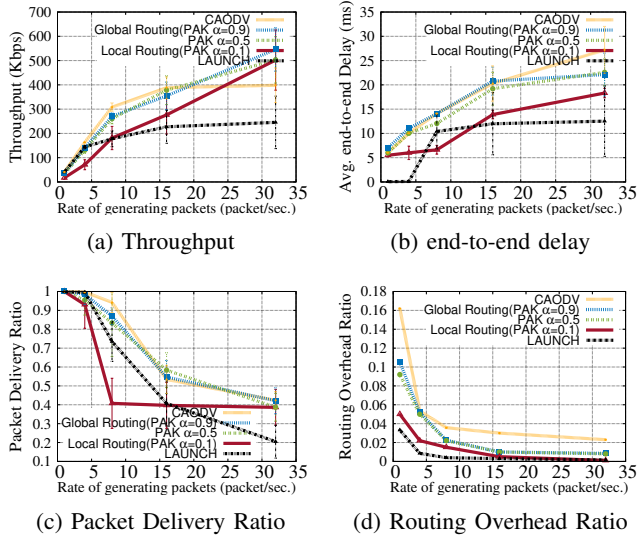 Throughput (Kbps)
700
600
500
400
300
200
100
0
CAODV
Global Routing(PAK α=0.9)
PAK α=0.5
Local Routing(PAK α=0.1)
LAUNCH
0 5 10 15 20 25 30 35
Rate of generating packets (packet/sec.)
(a) Throughput
Avg. end-to-end Delay (ms)
35
30
25
20
15
10
5
0
CAODV
Global Routing(PAK α=0.9)
PAK α=0.5
Local Routing(PAK α=0.1)
LAUNCH
0 5 10 15 20 25 30 35
Rate of generating packets (packet/sec.)
(b) end-to-end delay
Packet Delivery Ratio
1
0.9
0.8
0.7
0.6
0.5
0.4
0.3
0.2
0.1
CAODV
Global Routing(PAK α=0.9)
PAK α=0.5
Local Routing(PAK α=0.1)
LAUNCH
0 5 10 15 20 25 30 35
Rate of generating packets (packet/sec.)
(c) Packet Delivery Ratio
Routing Overhead Ratio
0.18
0.16
0.14
0.12
0.1
0.08
0.06
0.04
0.02
0
CAODV
Global Routing(PAK α=0.9)
PAK α=0.5
Local Routing(PAK α=0.1)
LAUNCH
0 5 10 15 20 25 30 35
Rate of generating packets (packet/sec.)
(d) Routing Overhead Ratio